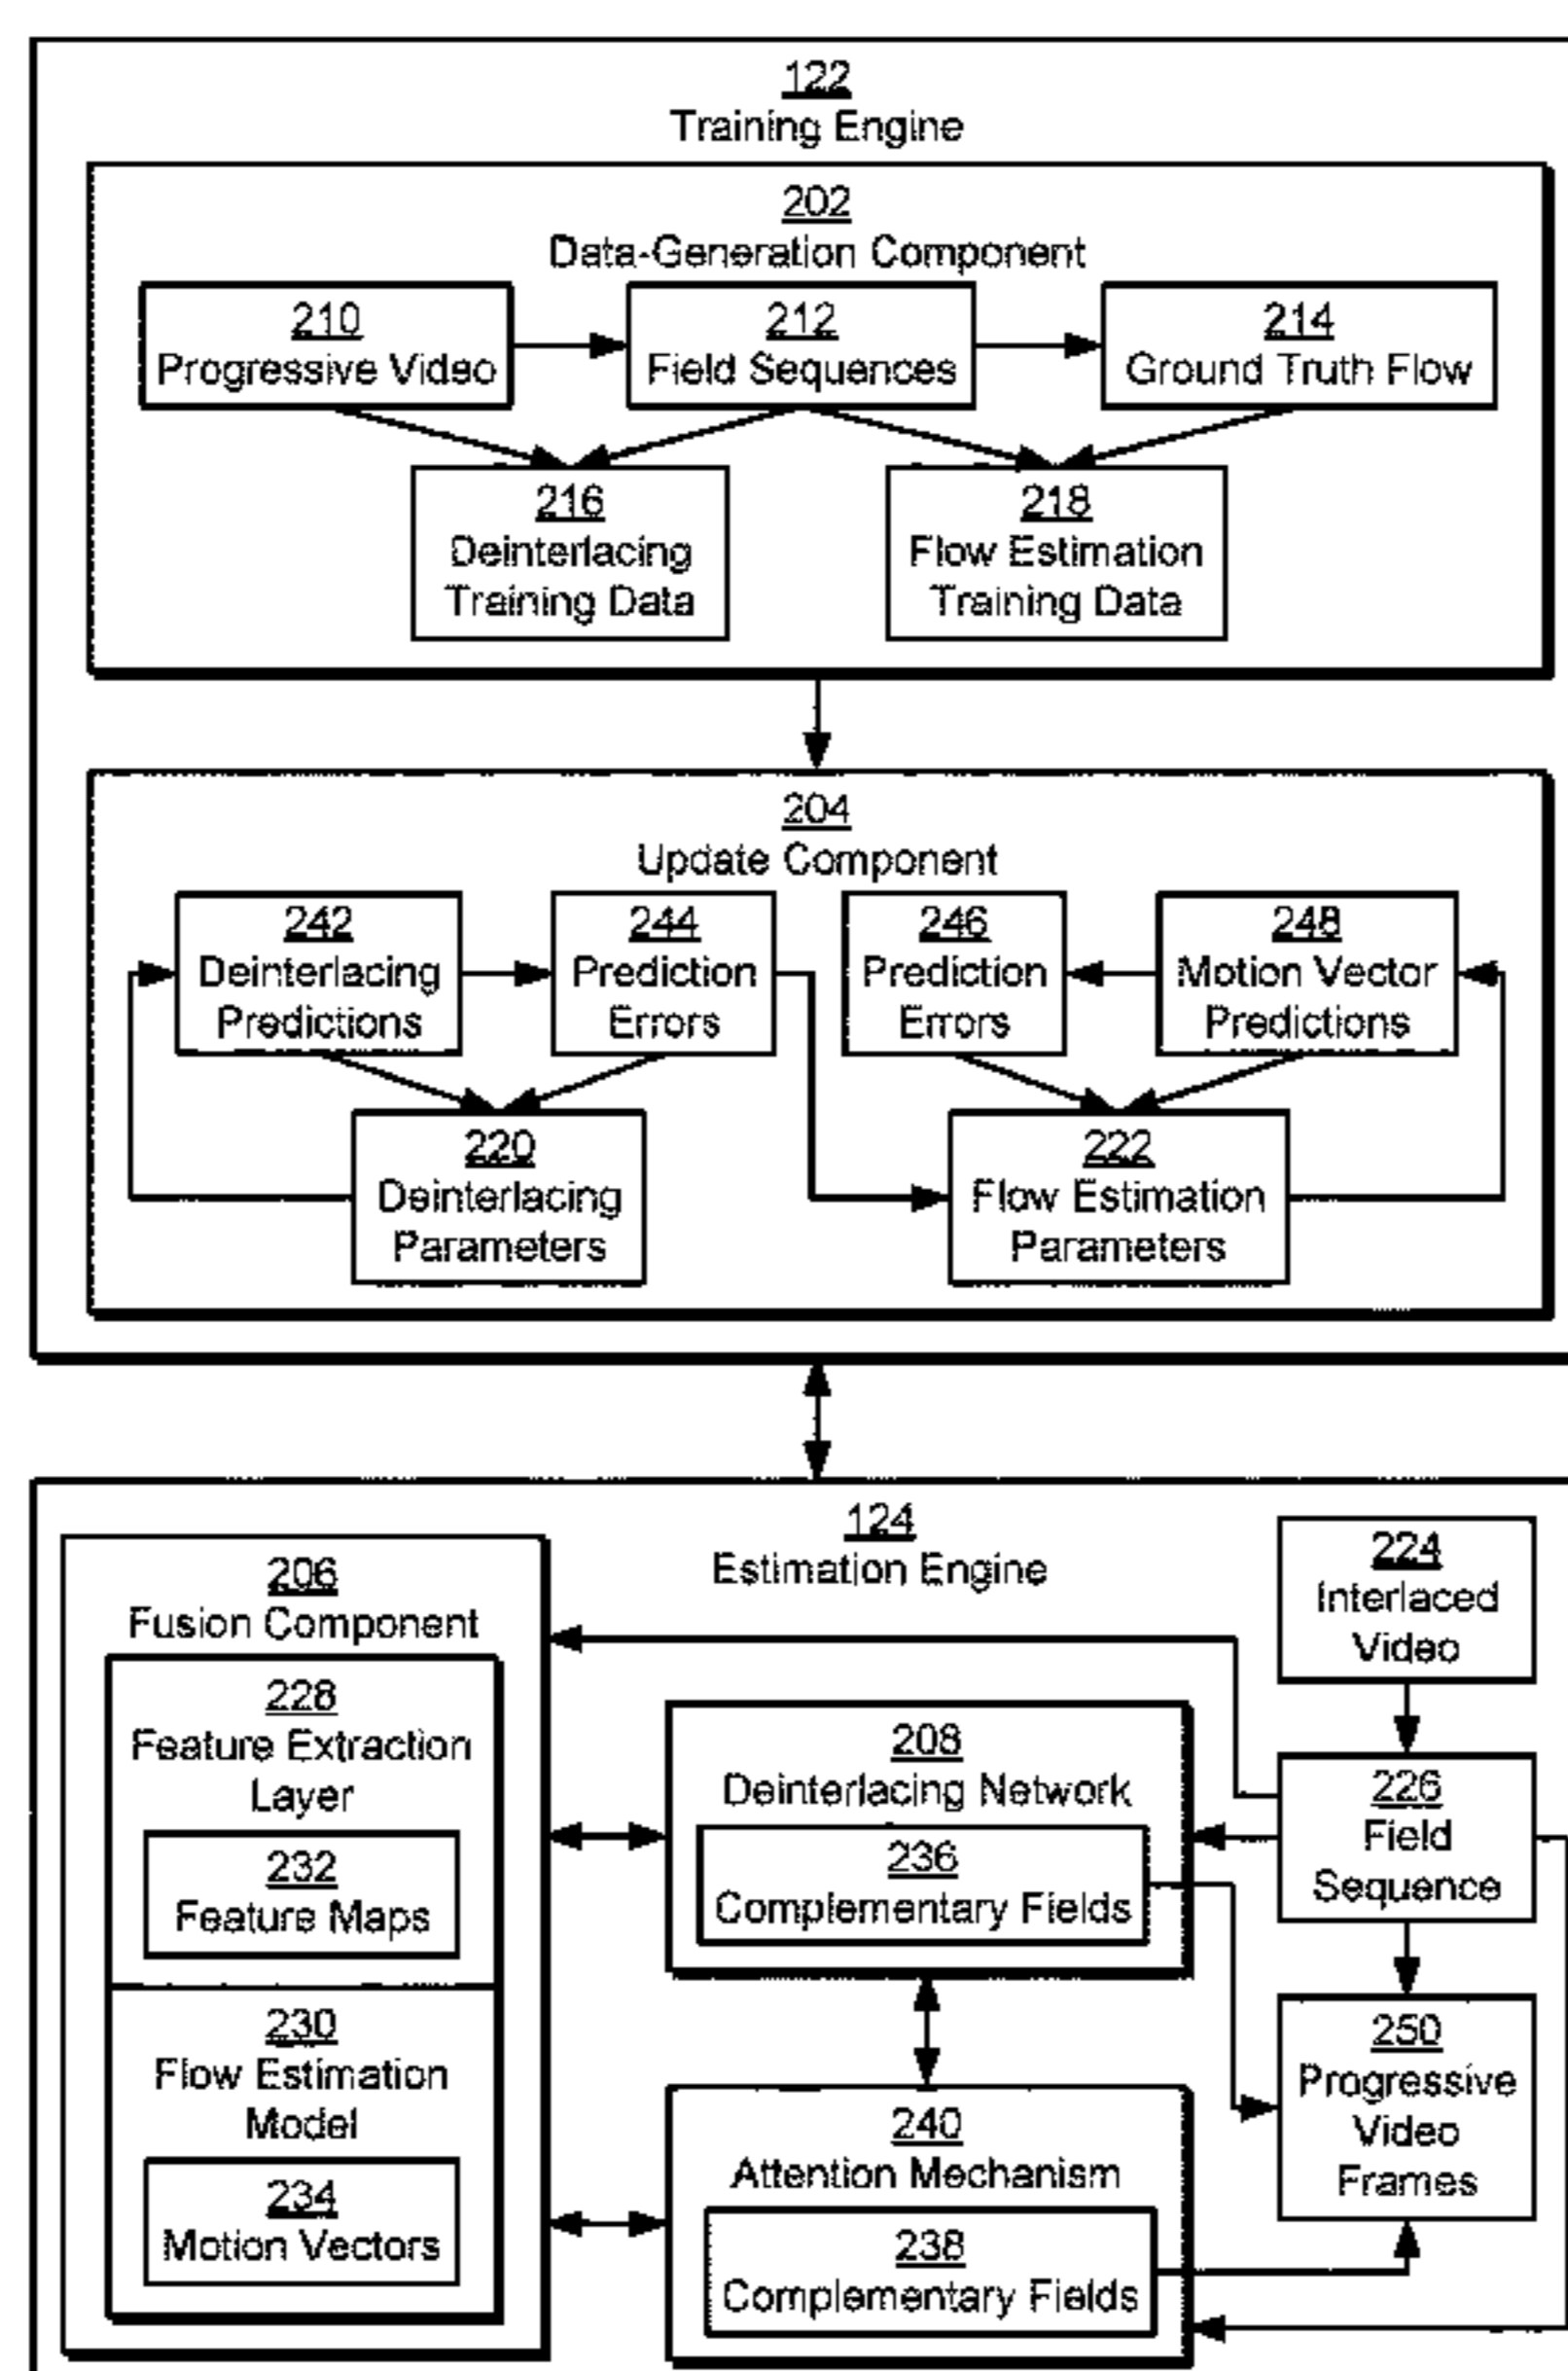 122
Training Engine
202
Data-Generation Component
210
Progressive Video
212
Field Sequences
214
Ground Truth Flow
216
Deinterlacing
Training Data
218
Flow Estimation
Training Data
204
Update Component
242
Deinterlacing
Predictions
244
Prediction
Errors
246
Prediction
Errors
248
Motion Vector
Predictions
220
Deinterlacing
Parameters
222
Flow Estimation
Parameters
124
Estimation Engine
206
Fusion Component
228
Feature Extraction
Layer
232
Feature Maps
230
Flow Estimation
Model
234
Motion Vectors
208
Deinterlacing Network
236
Complementary Fields
240
Attention Mechanism
238
Complementary Fields
224
Interlaced
Video
226
Field
Sequence
250
Progressive
Video
Frames